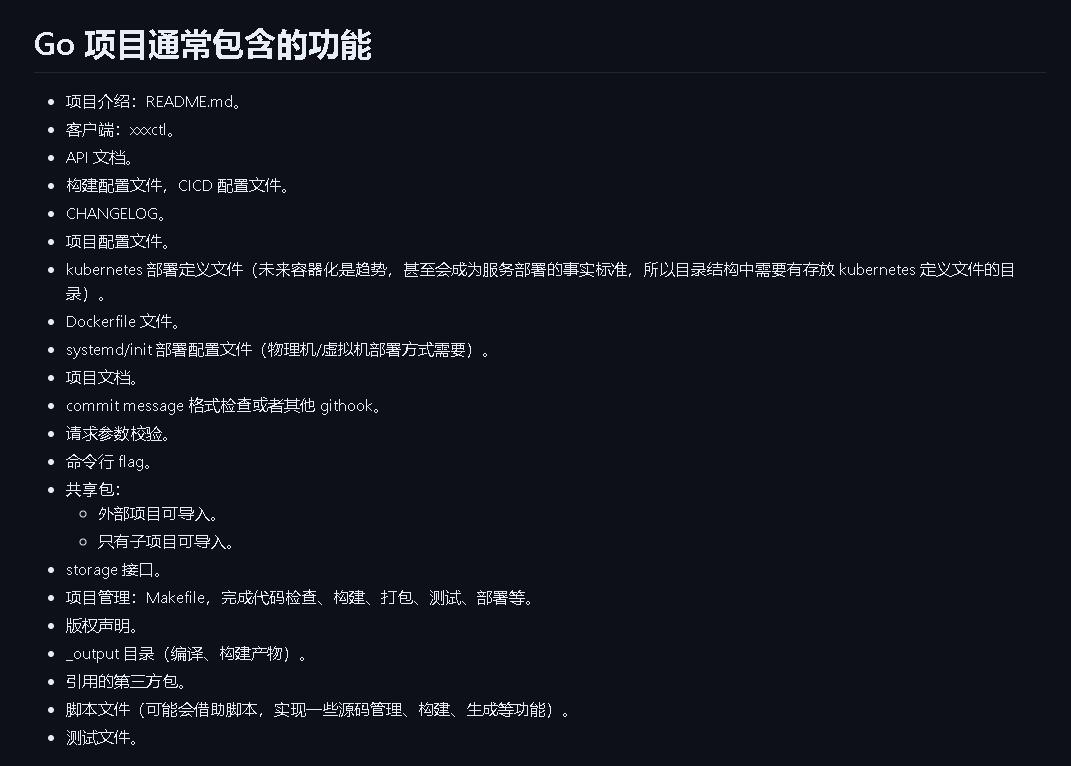 Go 项目通常包含的功能
项目介绍：README.md。
客户端：xxxctl。
API 文档。
构建配置文件，CICD 配置文件。
CHANGELOG。
项目配置文件。
kubernetes 部署定义文件（未来容器化是趋势，甚至会成为服务部署的事实标准，所以目录结构中需要有存放 kubernetes 定义文件的目
录）。
Dockerfile 文件。
systemd/init 部署配置文件（物理机/虚拟机部署方式需要）。
项目文档。
commit message 格式检查或者其他 githook。
请求参数校验。
命令行 flag。
共享包：
外部项目可导入。
只有子项目可导入。
storage 接口。
项目管理：Makefile，完成代码检查、构建、打包、测试、部署等。
版权声明。
_output 目录（编译、构建产物）。
引用的第三方包。
脚本文件（可能会借助脚本，实现一些源码管理、构建、生成等功能）。
测试文件。